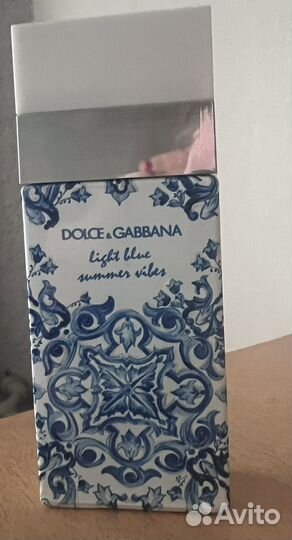 DOLCE & GABBANA
light blue
summer vibes
Avito